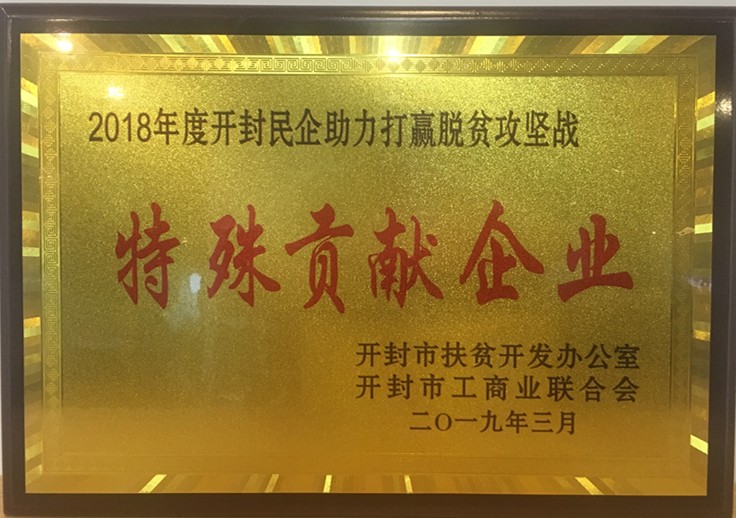 2018年度开封民企助力打赢脱贫攻坚战
特殊贡献企业
开封市扶贫开发办公室
开封市工商业联合会
二〇一九年三月